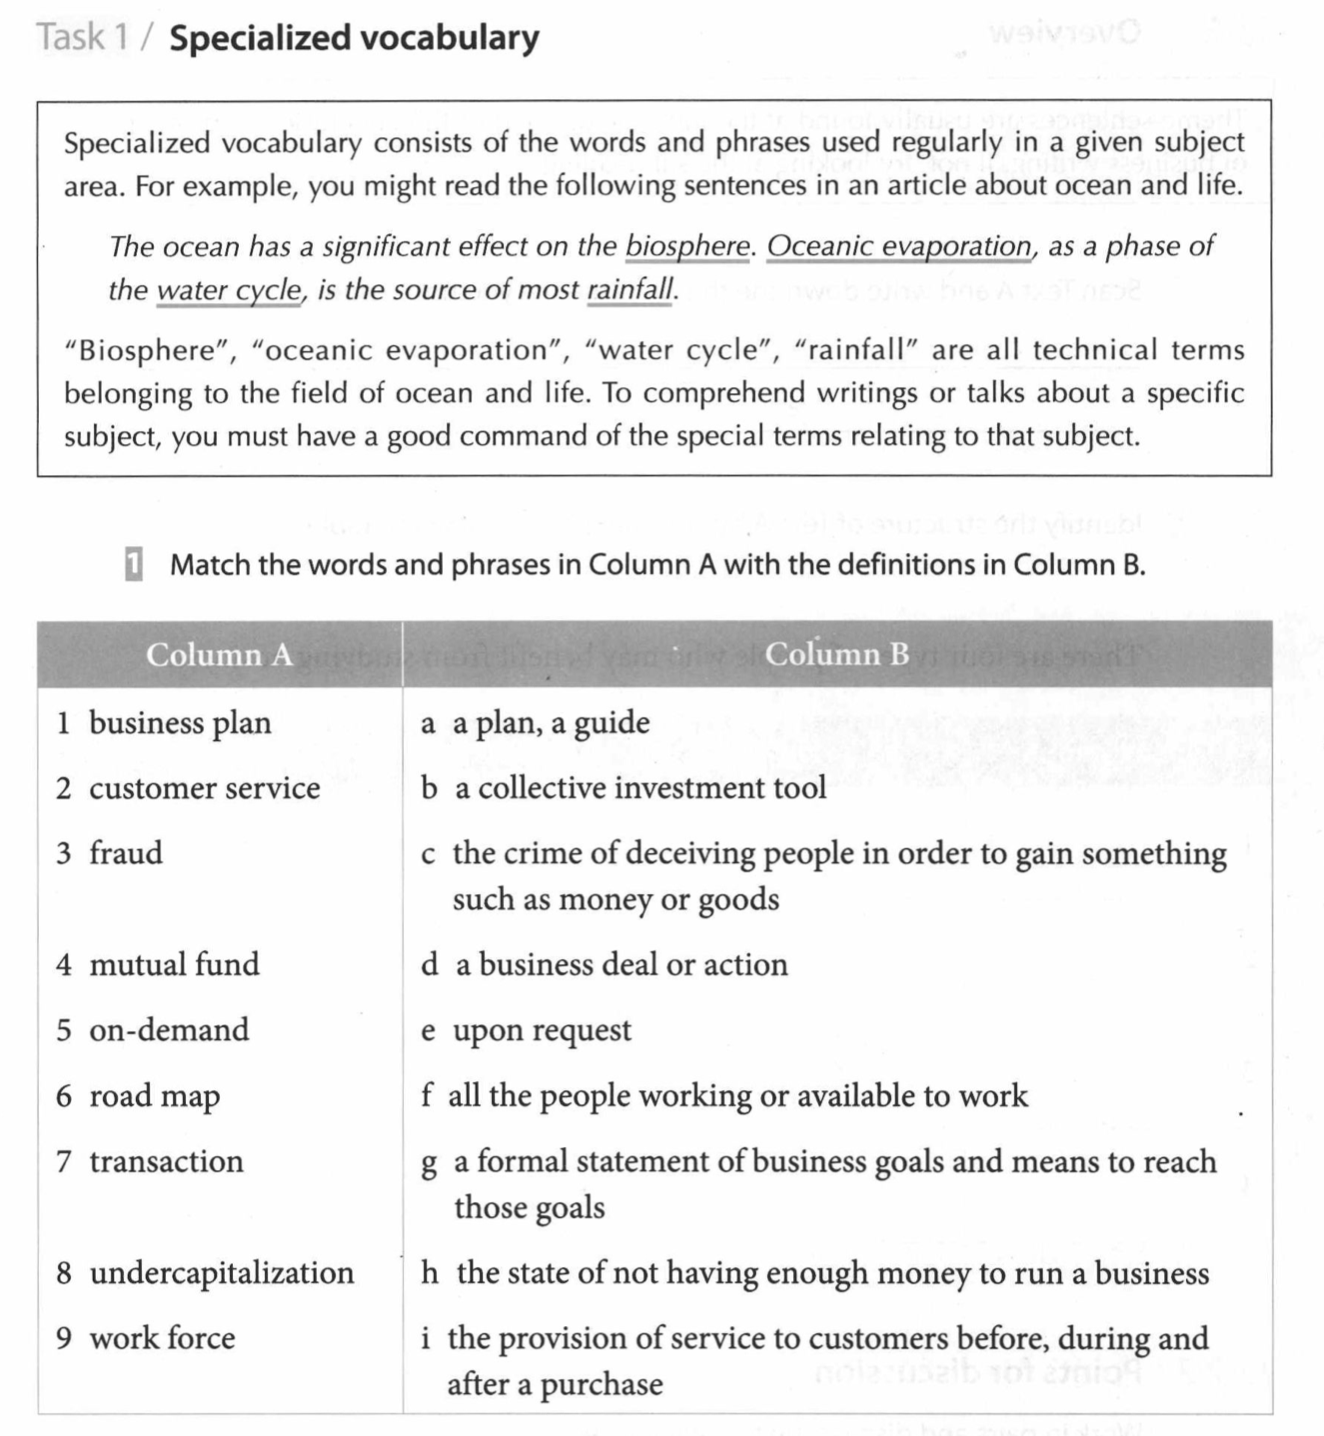 Task 1 / Specialized vocabulary
Specialized vocabulary consists of the words and phrases used regularly in a given subject
area. For example, you might read the following sentences in an article about ocean and life.
The ocean has a significant effect on the biosphere. Oceanic evaporation, as a phase of
the water cycle, is the source of most rainfall.
“Biosphere”, “oceanic evaporation”, “water cycle”, “rainfall” are all technical terms
belonging to the field of ocean and life. To comprehend writings or talks about a specific
subject, you must have a good command of the special terms relating to that subject.
1 Match the words and phrases in Column A with the definitions in Column B.
Column A Column B
1 business plan a a plan, a guide
2 customer service b a collective investment tool
3 fraud c the crime of deceiving people in order to gain something
such as money or goods
4 mutual fund d a business deal or action
5 on-demand e upon request
6 road map f all the people working or available to work
7 transaction g a formal statement of business goals and means to reach
those goals
8 undercapitalization h the state of not having enough money to run a business
9 work force i the provision of service to customers before, during and
after a purchase